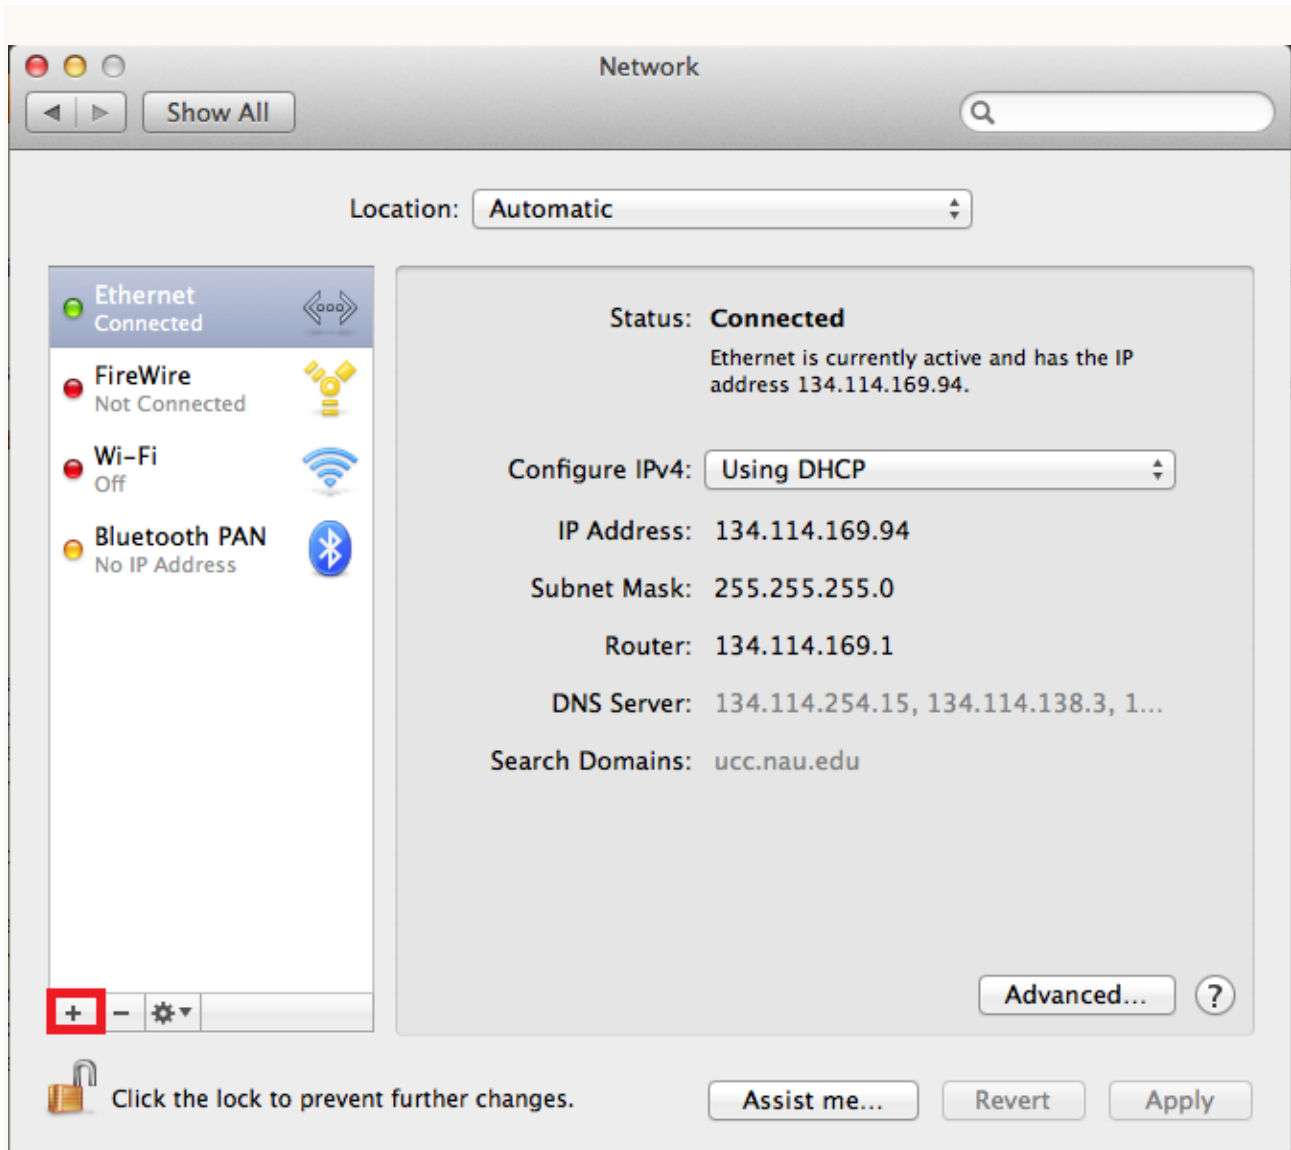 Network
Show All
Location: Automatic
Ethernet
Connected
FireWire
Not Connected
Wi-Fi
Off
Bluetooth PAN
No IP Address
Status: Connected
Ethernet is currently active and has the IP
address 134.114.169.94.
Configure IPv4: Using DHCP
IP Address: 134.114.169.94
Subnet Mask: 255.255.255.0
Router: 134.114.169.1
DNS Server: 134.114.254.15, 134.114.138.3, 1...
Search Domains: ucc.nau.edu
+ −
Advanced... ?
Click the lock to prevent further changes.
Assist me... Revert Apply